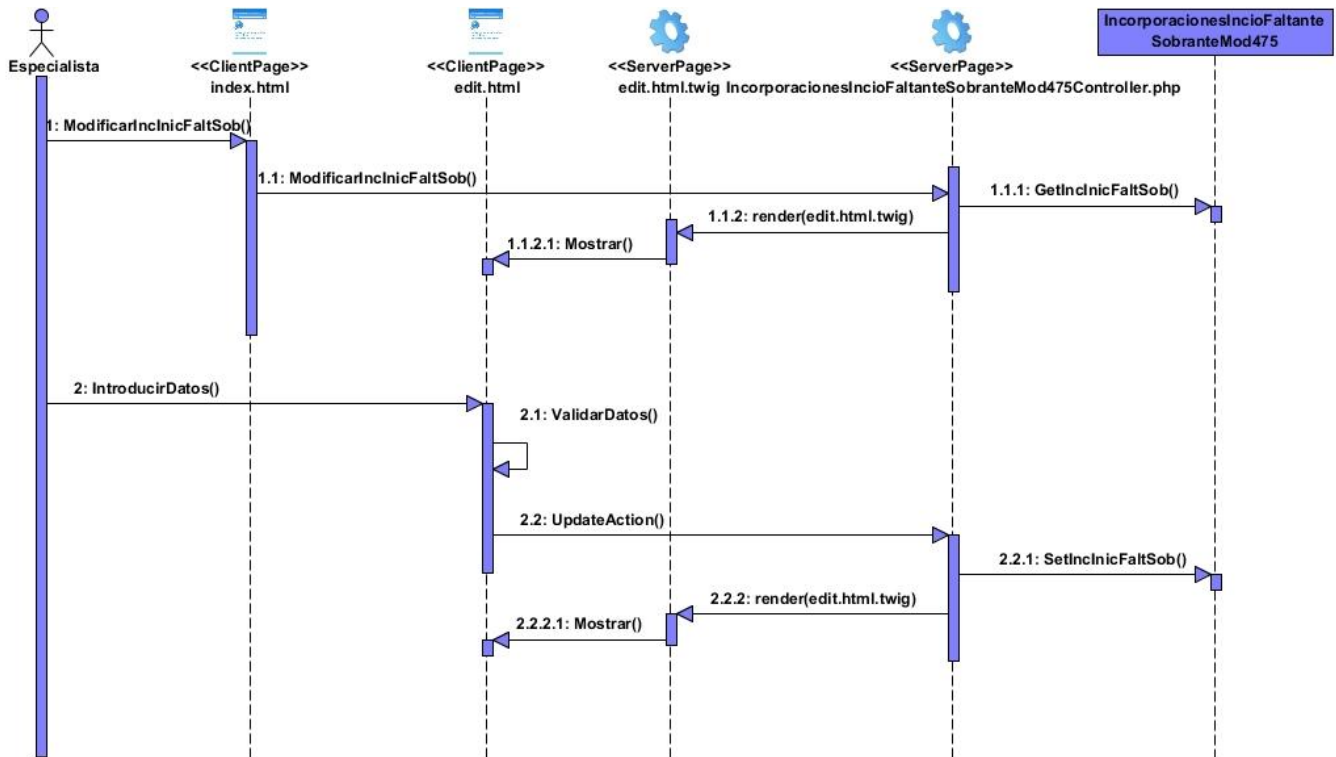 IncorporacionesIncioFaltante
SobranteMod475
Especialista
<<ClientPage>>
index.html
<<ClientPage>>
edit.html
<<ServerPage>>
edit.html.twig
<<ServerPage>>
IncorporacionesIncioFaltanteSobranteMod475Controller.php
1: ModificarIncInicFaltSob()
1.1: ModificarIncInicFaltSob()
1.1.1: GetIncInicFaltSob()
1.1.2: render(edit.html.twig)
1.1.2.1: Mostrar()
2: IntroducirDatos()
2.1: ValidarDatos()
2.2: UpdateAction()
2.2.1: SetIncInicFaltSob()
2.2.2: render(edit.html.twig)
2.2.2.1: Mostrar()